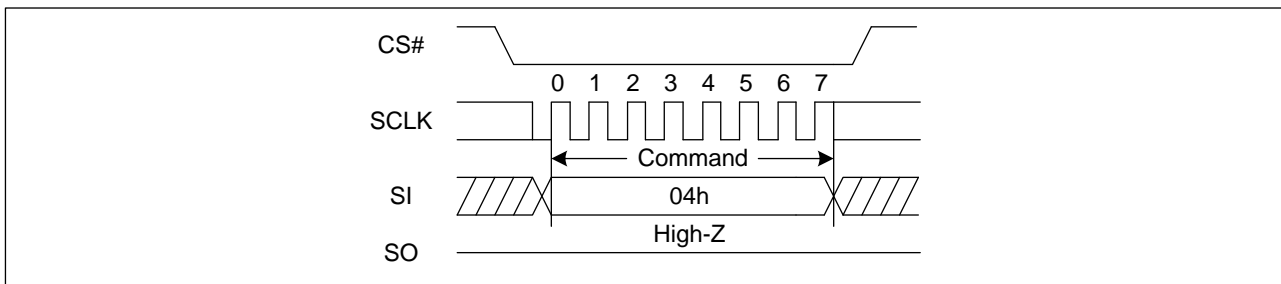 CS#
0 1 2 3 4 5 6 7
SCLK
Command
SI 04h
High-Z
SO